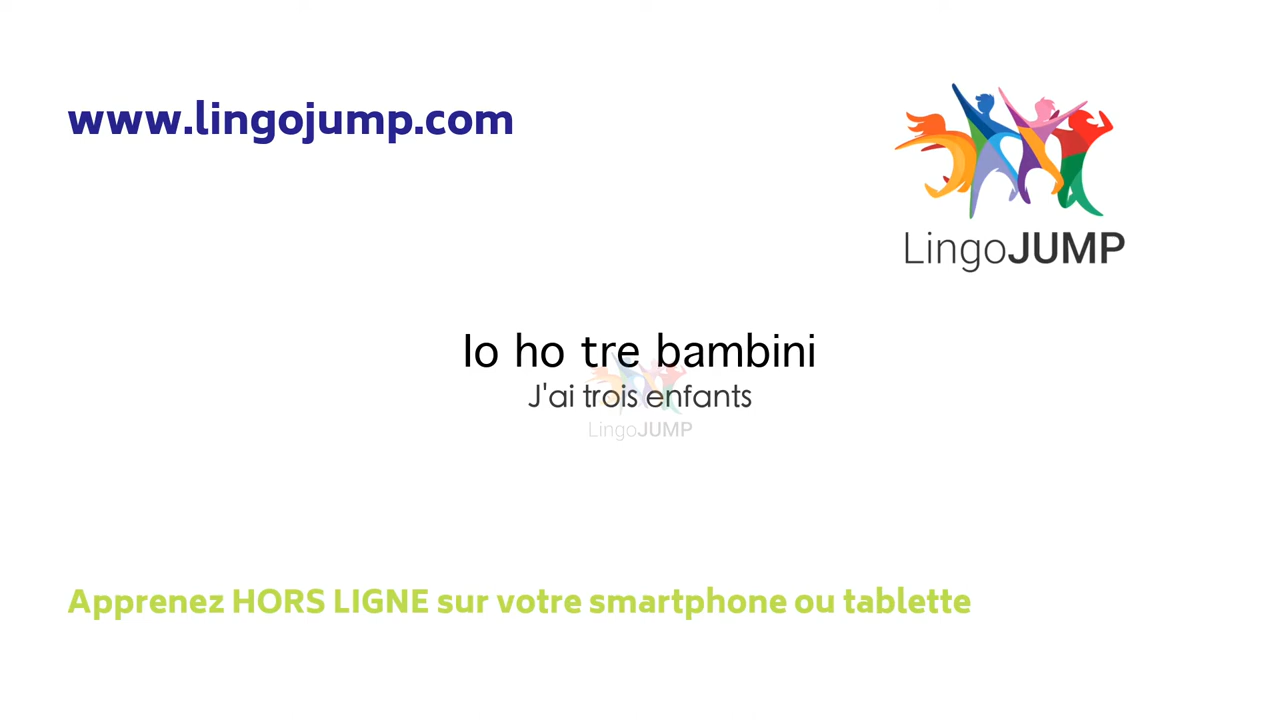 www.lingojump.com
LingoJUMP
Io ho tre bambini
J'ai trois enfants
LingoJUMP
Apprenez HORS LIGNE sur votre smartphone ou tablette